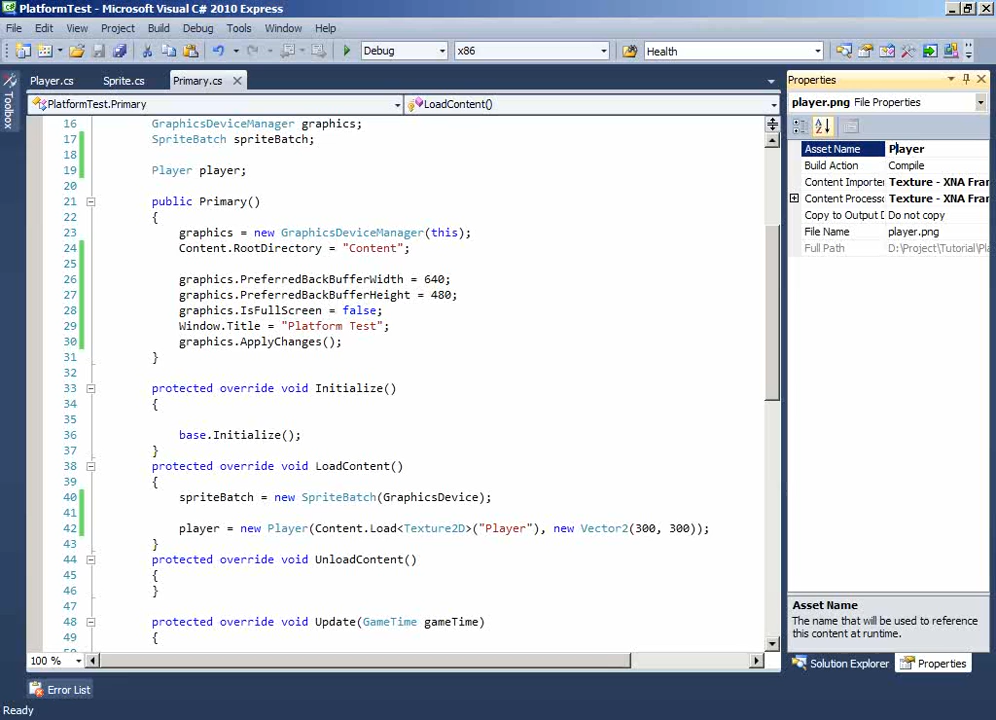 PlatformTest - Microsoft Visual C# 2010 Express
File Edit View Project Build Debug Tools Window Help
Debug x86 Health
Player.cs Sprite.cs Primary.cs
PlatformTest.Primary LoadContent()
Toolbox
16 GraphicsDeviceManager graphics;
17 SpriteBatch spriteBatch;
18
19 Player player;
20
21 public Primary()
22 {
23 graphics = new GraphicsDeviceManager(this);
24 Content.RootDirectory = "Content";
25
26 graphics.PreferredBackBufferWidth = 640;
27 graphics.PreferredBackBufferHeight = 480;
28 graphics.IsFullScreen = false;
29 Window.Title = "Platform Test";
30 graphics.ApplyChanges();
31 }
32
33 protected override void Initialize()
34 {
35
36 base.Initialize();
37 }
38 protected override void LoadContent()
39 {
40 spriteBatch = new SpriteBatch(GraphicsDevice);
41
42 player = new Player(Content.Load<Texture2D>("Player"), new Vector2(300, 300));
43 }
44 protected override void UnloadContent()
45 {
46 }
47
48 protected override void Update(GameTime gameTime)
49 {
100 %
Properties
player.png File Properties
Asset Name Player
Build Action Compile
Content Importe Texture - XNA Fran
Content Process Texture - XNA Fran
Copy to Output D Do not copy
File Name player.png
Full Path D:\Project\Tutorial\Pla
Asset Name
The name that will be used to reference
this content at runtime.
Solution Explorer Properties
Error List
Ready